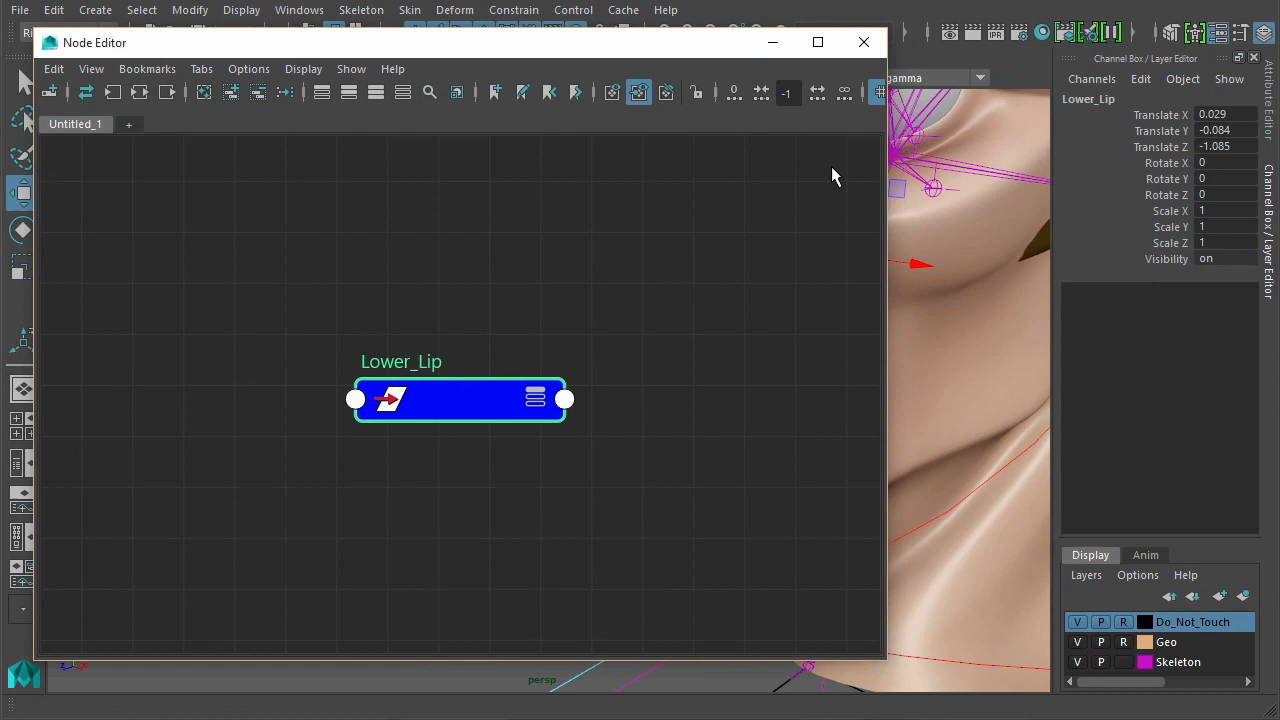 File Edit Create Select Modify Display Windows Skeleton Skin Deform Constrain Control Cache Help
Node Editor
Edit View Bookmarks Tabs Options Display Show Help
IPR
-1
0
Untitled_1 +
Lower_Lip
persp
gamma
Channel Box / Layer Editor
Channels Edit Object Show
Lower_Lip
Translate X 0.029
Translate Y -0.084
Translate Z -1.085
Rotate X 0
Rotate Y 0
Rotate Z 0
Scale X 1
Scale Y 1
Scale Z 1
Visibility on
Display Anim
Layers Options Help
V P R Do_Not_Touch
V P R Geo
V P Skeleton
Attribute Editor
Channel Box / Layer Editor